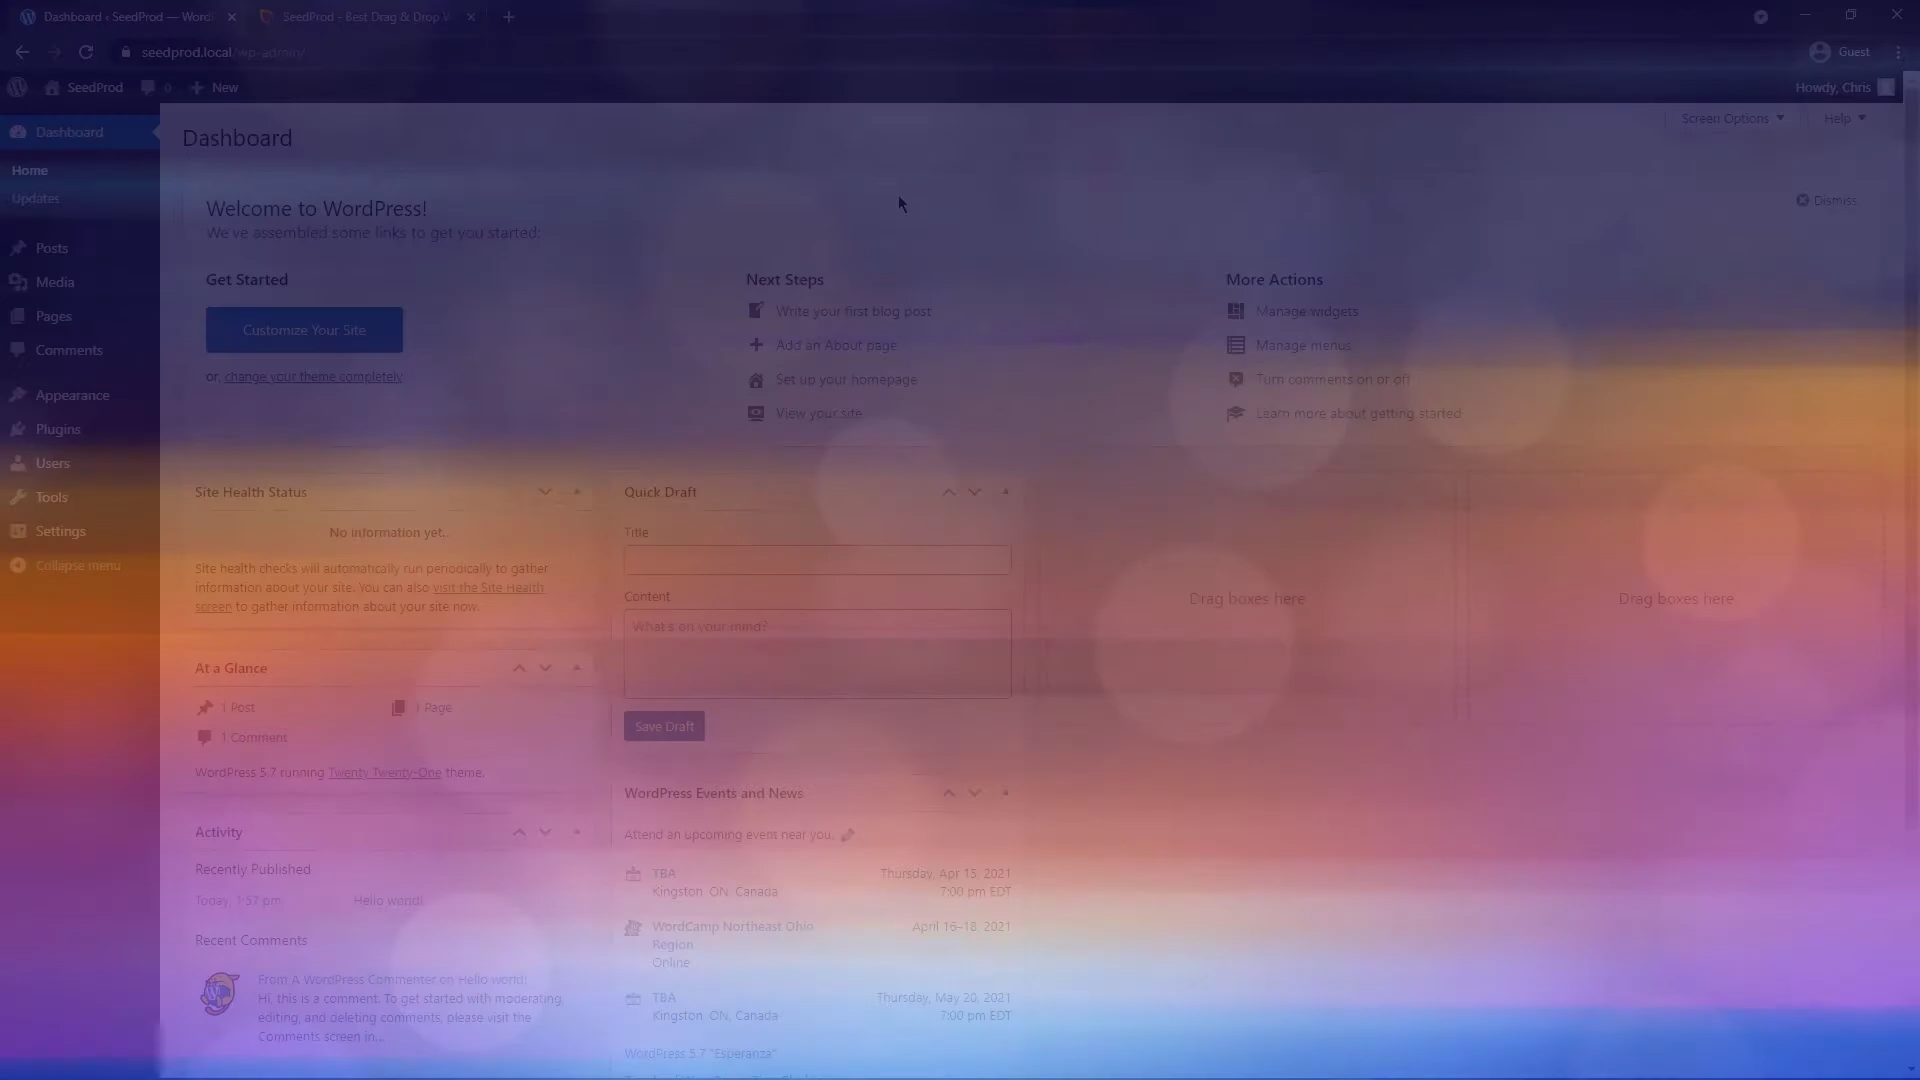 Dashboard ‹ SeedProd — Word
SeedProd - Best Drag & Drop W
seedprod.local/wp-admin/
Guest
SeedProd
0
New
Howdy, Chris
Dashboard
Home
Updates
Posts
Media
Pages
Comments
Appearance
Plugins
Users
Tools
Settings
Collapse menu
Dashboard
Screen Options
Help
Welcome to WordPress!
We've assembled some links to get you started:
Dismiss
Get Started
Customize Your Site
or, change your theme completely
Next Steps
Write your first blog post
Add an About page
Set up your homepage
View your site
More Actions
Manage widgets
Manage menus
Turn comments on or off
Learn more about getting started
Site Health Status
No information yet..
Site health checks will automatically run periodically to gather
information about your site. You can also visit the Site Health
screen to gather information about your site now.
At a Glance
1 Post
1 Page
1 Comment
WordPress 5.7 running Twenty Twenty-One theme.
Activity
Recently Published
Today, 1:57 pm
Hello world!
Recent Comments
From A WordPress Commenter on Hello world!
Hi, this is a comment. To get started with moderating,
editing, and deleting comments, please visit the
Comments screen in...
Quick Draft
Title
Content
What's on your mind?
Save Draft
WordPress Events and News
Attend an upcoming event near you.
TBA
Kingston, ON, Canada
Thursday, Apr 15, 2021
7:00 pm EDT
WordCamp Northeast Ohio
Region
Online
April 16–18, 2021
TBA
Kingston, ON, Canada
Thursday, May 20, 2021
7:00 pm EDT
WordPress 5.7 "Esperanza"
Drag boxes here
Drag boxes here